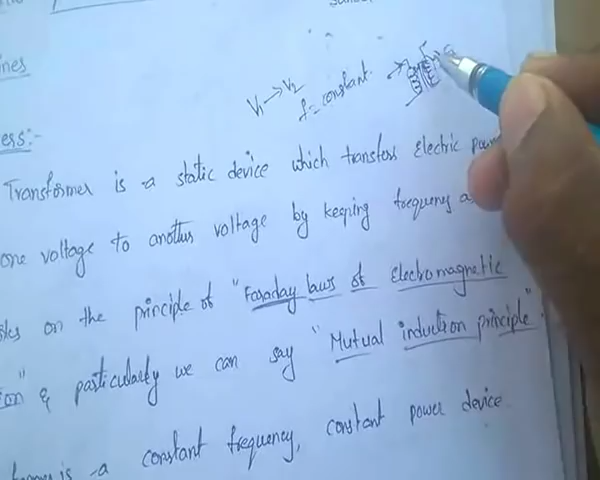 V1 → V2
f = constant
ess:-
Transformer is a static device which transfers Electric power
one voltage to another voltage by keeping frequency
on the principle of "Faraday laws of Electromagnetic
ion" & particularly we can say "Mutual induction principle".
is a constant frequency, constant power device